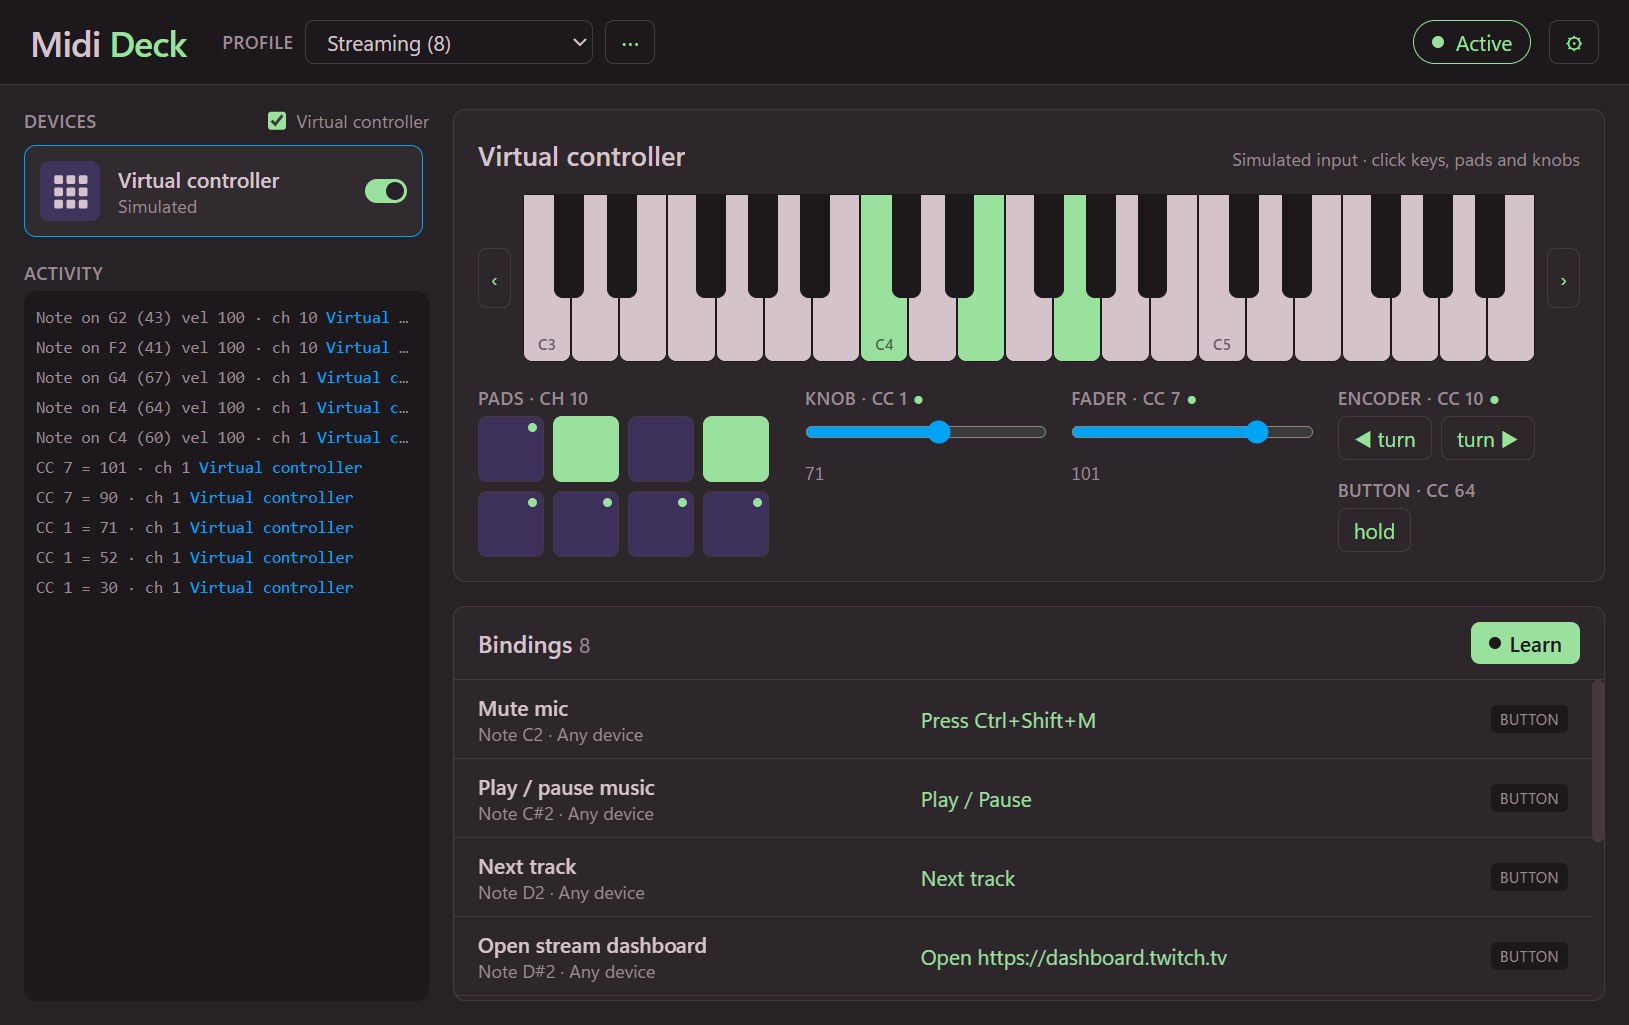 Midi Deck
PROFILE
Streaming (8)
...
Active
DEVICES
Virtual controller
Virtual controller
Simulated
ACTIVITY
Note on G2 (43) vel 100 · ch 10 Virtual …
Note on F2 (41) vel 100 · ch 10 Virtual …
Note on G4 (67) vel 100 · ch 1 Virtual c…
Note on E4 (64) vel 100 · ch 1 Virtual c…
Note on C4 (60) vel 100 · ch 1 Virtual c…
CC 7 = 101 · ch 1 Virtual controller
CC 7 = 90 · ch 1 Virtual controller
CC 1 = 71 · ch 1 Virtual controller
CC 1 = 52 · ch 1 Virtual controller
CC 1 = 30 · ch 1 Virtual controller
Virtual controller
Simulated input · click keys, pads and knobs
‹
›
C3
C4
C5
PADS · CH 10
KNOB · CC 1
71
FADER · CC 7
101
ENCODER · CC 10
◀ turn
turn ▶
BUTTON · CC 64
hold
Bindings 8
Learn
Mute mic
Note C2 · Any device
Press Ctrl+Shift+M
BUTTON
Play / pause music
Note C#2 · Any device
Play / Pause
BUTTON
Next track
Note D2 · Any device
Next track
BUTTON
Open stream dashboard
Note D#2 · Any device
Open https://dashboard.twitch.tv
BUTTON